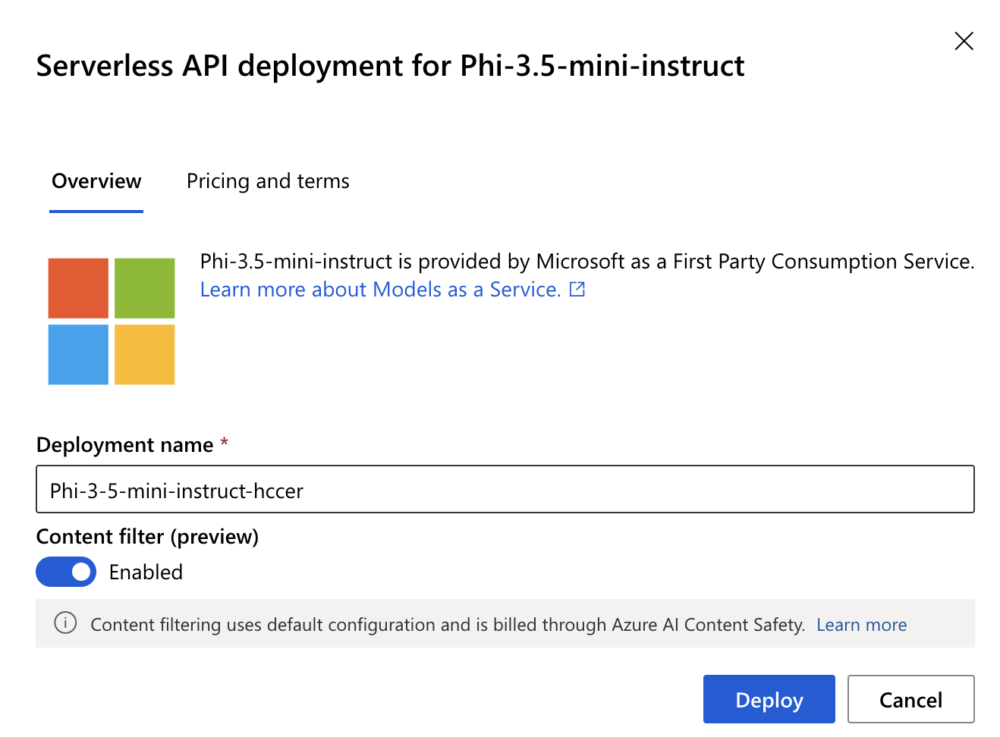 Serverless API deployment for Phi-3.5-mini-instruct
Overview
Pricing and terms
Phi-3.5-mini-instruct is provided by Microsoft as a First Party Consumption Service.
Learn more about Models as a Service.
Deployment name *
Phi-3-5-mini-instruct-hccer
Content filter (preview)
Enabled
Content filtering uses default configuration and is billed through Azure AI Content Safety. Learn more
Deploy
Cancel